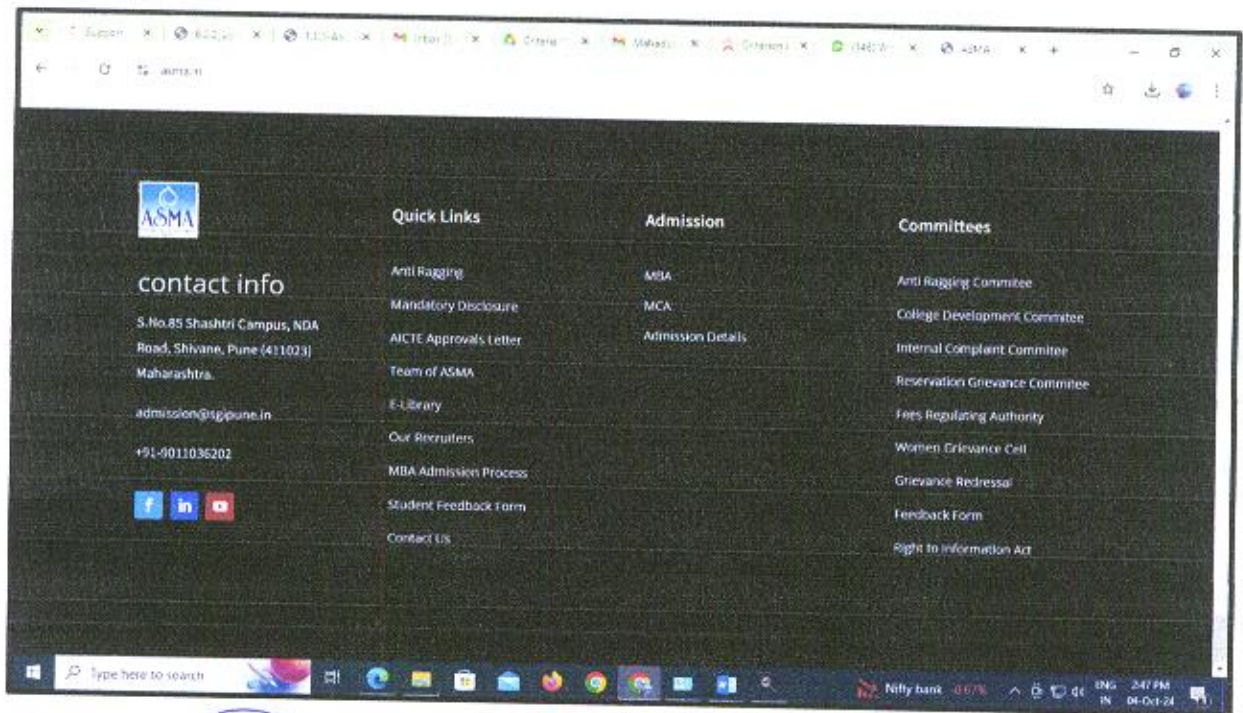 ASMA
contact info
S.No.85 Shashtri Campus, NDA
Road, Shivane, Pune (411023)
Maharashtra.
admission@sgipune.in
+91-9011036202
Quick Links
Anti Ragging
Mandatory Disclosure
AICTE Approvals Letter
Team of ASMA
E-Library
Our Recruiters
MBA Admission Process
Student Feedback Form
Contact Us
Admission
MBA
MCA
Admission Details
Committees
Anti Ragging Commitee
College Development Commitee
Internal Complaint Commitee
Reservation Grievance Commitee
Fees Regulating Authority
Women Grievance Cell
Grievance Redressal
Feedback Form
Right to Information Act
Type here to search
Nifty bank -0.67%
ENG 2:47 PM
IN 04-Oct-24